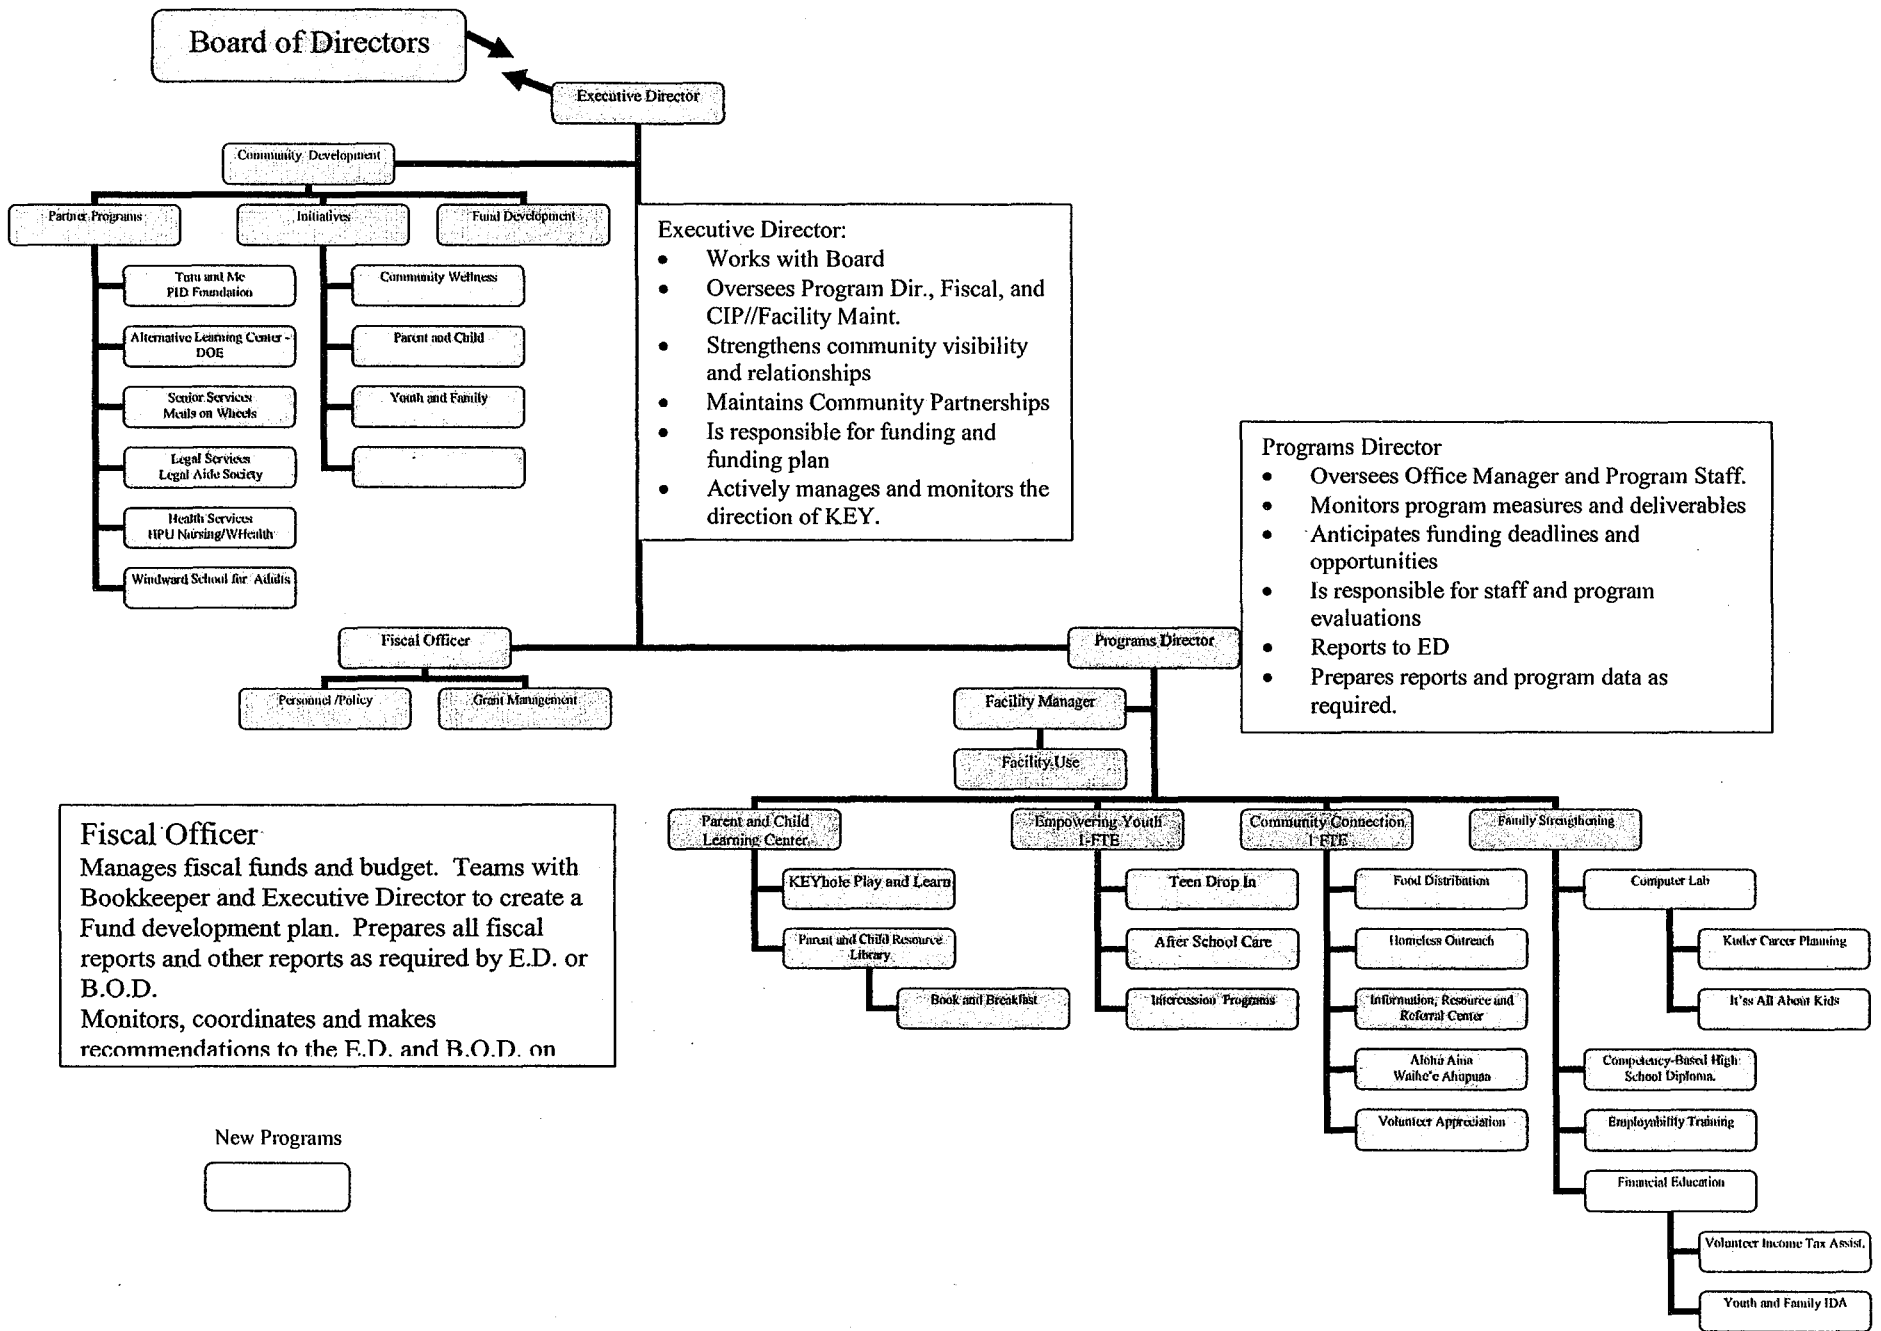 Board of Directors
Executive Director
Community Development
Partner Programs
Initiatives
Fund Development
Tutu and Me
PID Foundation
Alternative Learning Center -
DOE
Senior Services
Meals on Wheels
Legal Services
Legal Aide Society
Health Services
HPU Nursing/WHealth
Windward School for Adults
Community Wellness
Parent and Child
Youth and Family
Executive Director:
• Works with Board
• Oversees Program Dir., Fiscal, and
CIP//Facility Maint.
• Strengthens community visibility
and relationships
• Maintains Community Partnerships
• Is responsible for funding and
funding plan
• Actively manages and monitors the
direction of KEY.
Programs Director
• Oversees Office Manager and Program Staff.
• Monitors program measures and deliverables
• Anticipates funding deadlines and
opportunities
• Is responsible for staff and program
evaluations
• Reports to ED
• Prepares reports and program data as
required.
Fiscal Officer
Programs Director
Personnel /Policy
Grant Management
Facility Manager
Facility Use
Fiscal Officer
Manages fiscal funds and budget. Teams with
Bookkeeper and Executive Director to create a
Fund development plan. Prepares all fiscal
reports and other reports as required by E.D. or
B.O.D.
Monitors, coordinates and makes
recommendations to the E.D. and B.O.D. on
Parent and Child
Learning Center
KEYhole Play and Learn
Parent and Child Resource
Library
Book and Breakfast
Empowering Youth
1-FTE
Teen Drop In
After School Care
Intercession Programs
Community Connection
1 FTE
Food Distribution
Homeless Outreach
Information, Resource and
Referral Center
Aloha Aina
Waihe'e Ahupuaa
Volunteer Appreciation
Family Strengthening
Computer Lab
Kuder Career Planning
It'ss All About Kids
Competency-Based High
School Diploma.
Employability Training
Financial Education
Volunteer Income Tax Assist.
Youth and Family IDA
New Programs